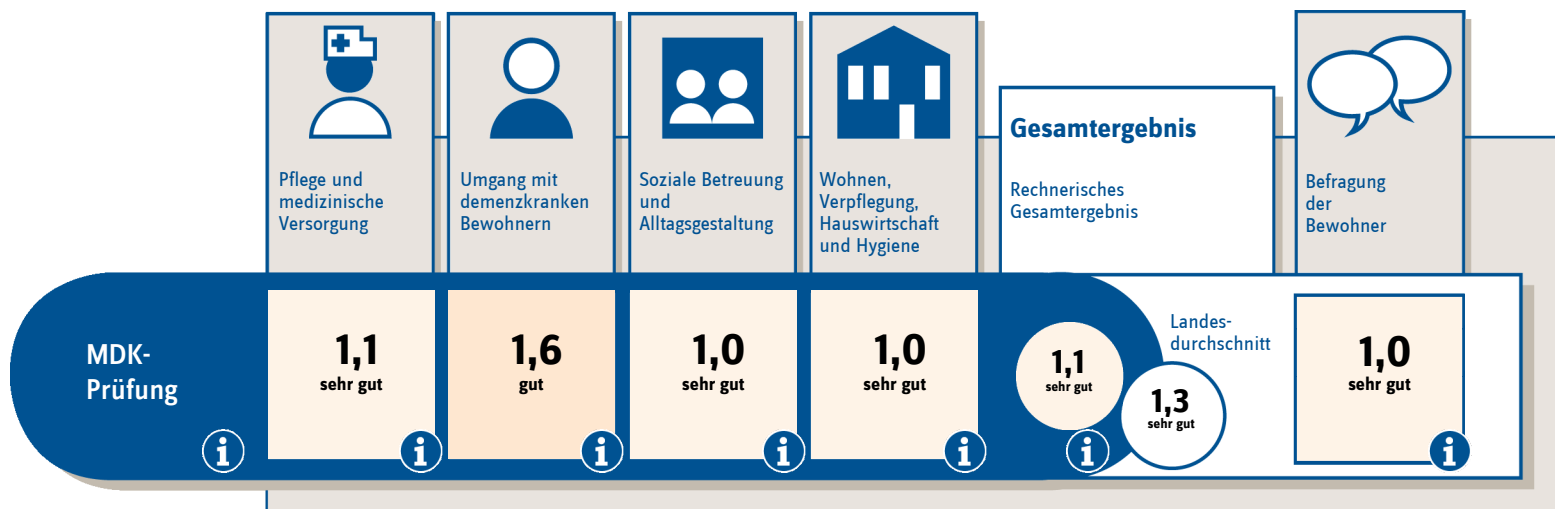 Pflege und
medizinische
Versorgung
Umgang mit
demenzkranken
Bewohnern
Soziale Betreuung
und
Alltagsgestaltung
Wohnen,
Verpflegung,
Hauswirtschaft
und Hygiene
Gesamtergebnis
Rechnerisches
Gesamtergebnis
Befragung
der
Bewohner
MDK-
Prüfung
i
1,1
sehr gut
i
1,6
gut
i
1,0
sehr gut
i
1,0
sehr gut
i
1,1
sehr gut
i
Landes-
durchschnitt
1,3
sehr gut
1,0
sehr gut
i